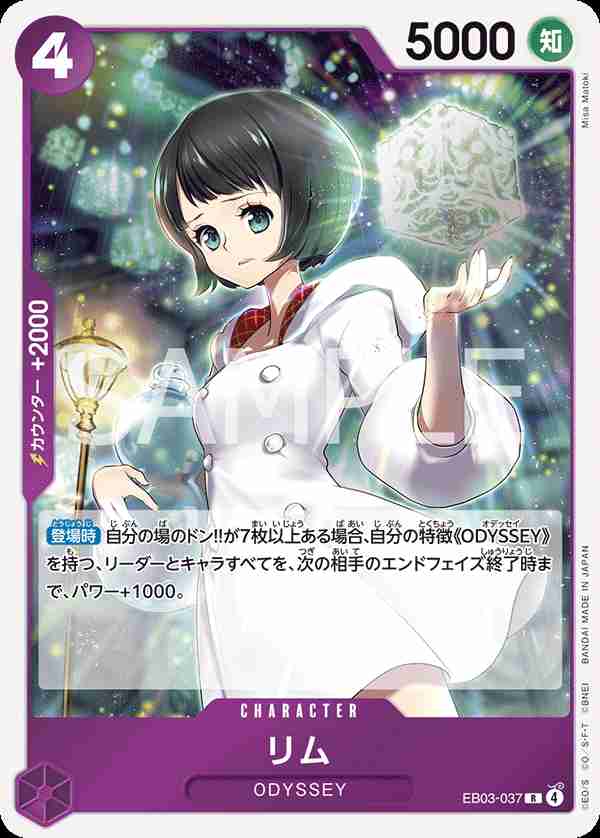 4
5000 知
Misa Matoki
カウンター +2000
SAMPLE
登場時 自分の場のドン!!が7枚以上ある場合、自分の特徴《ODYSSEY》
を持つ、リーダーとキャラすべてを、次の相手のエンドフェイズ終了時ま
で、パワー+1000。
CHARACTER
リム
ODYSSEY
EB03-037 R 4
©E.O/S ©O/S・F・T ©BNEI BANDAI MADE IN JAPAN